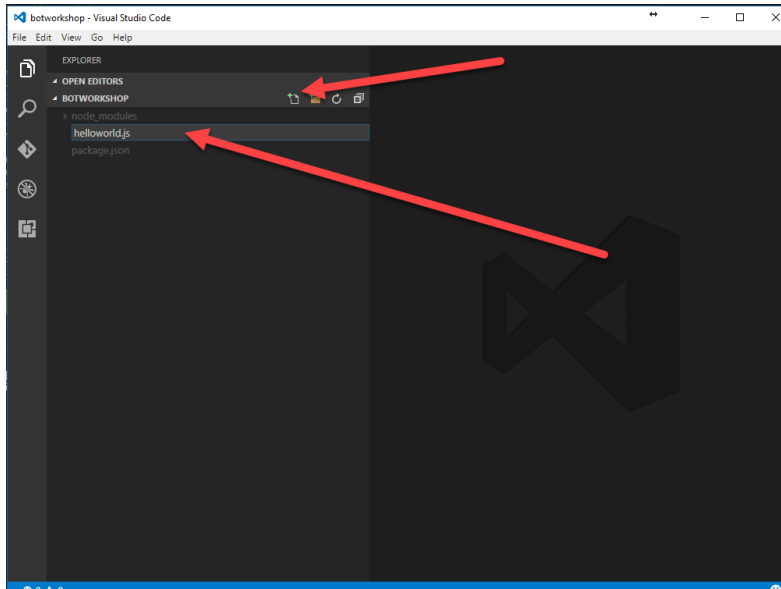 botworkshop - Visual Studio Code
File Edit View Go Help
EXPLORER
OPEN EDITORS
BOTWORKSHOP
node_modules
helloworld.js
package.json